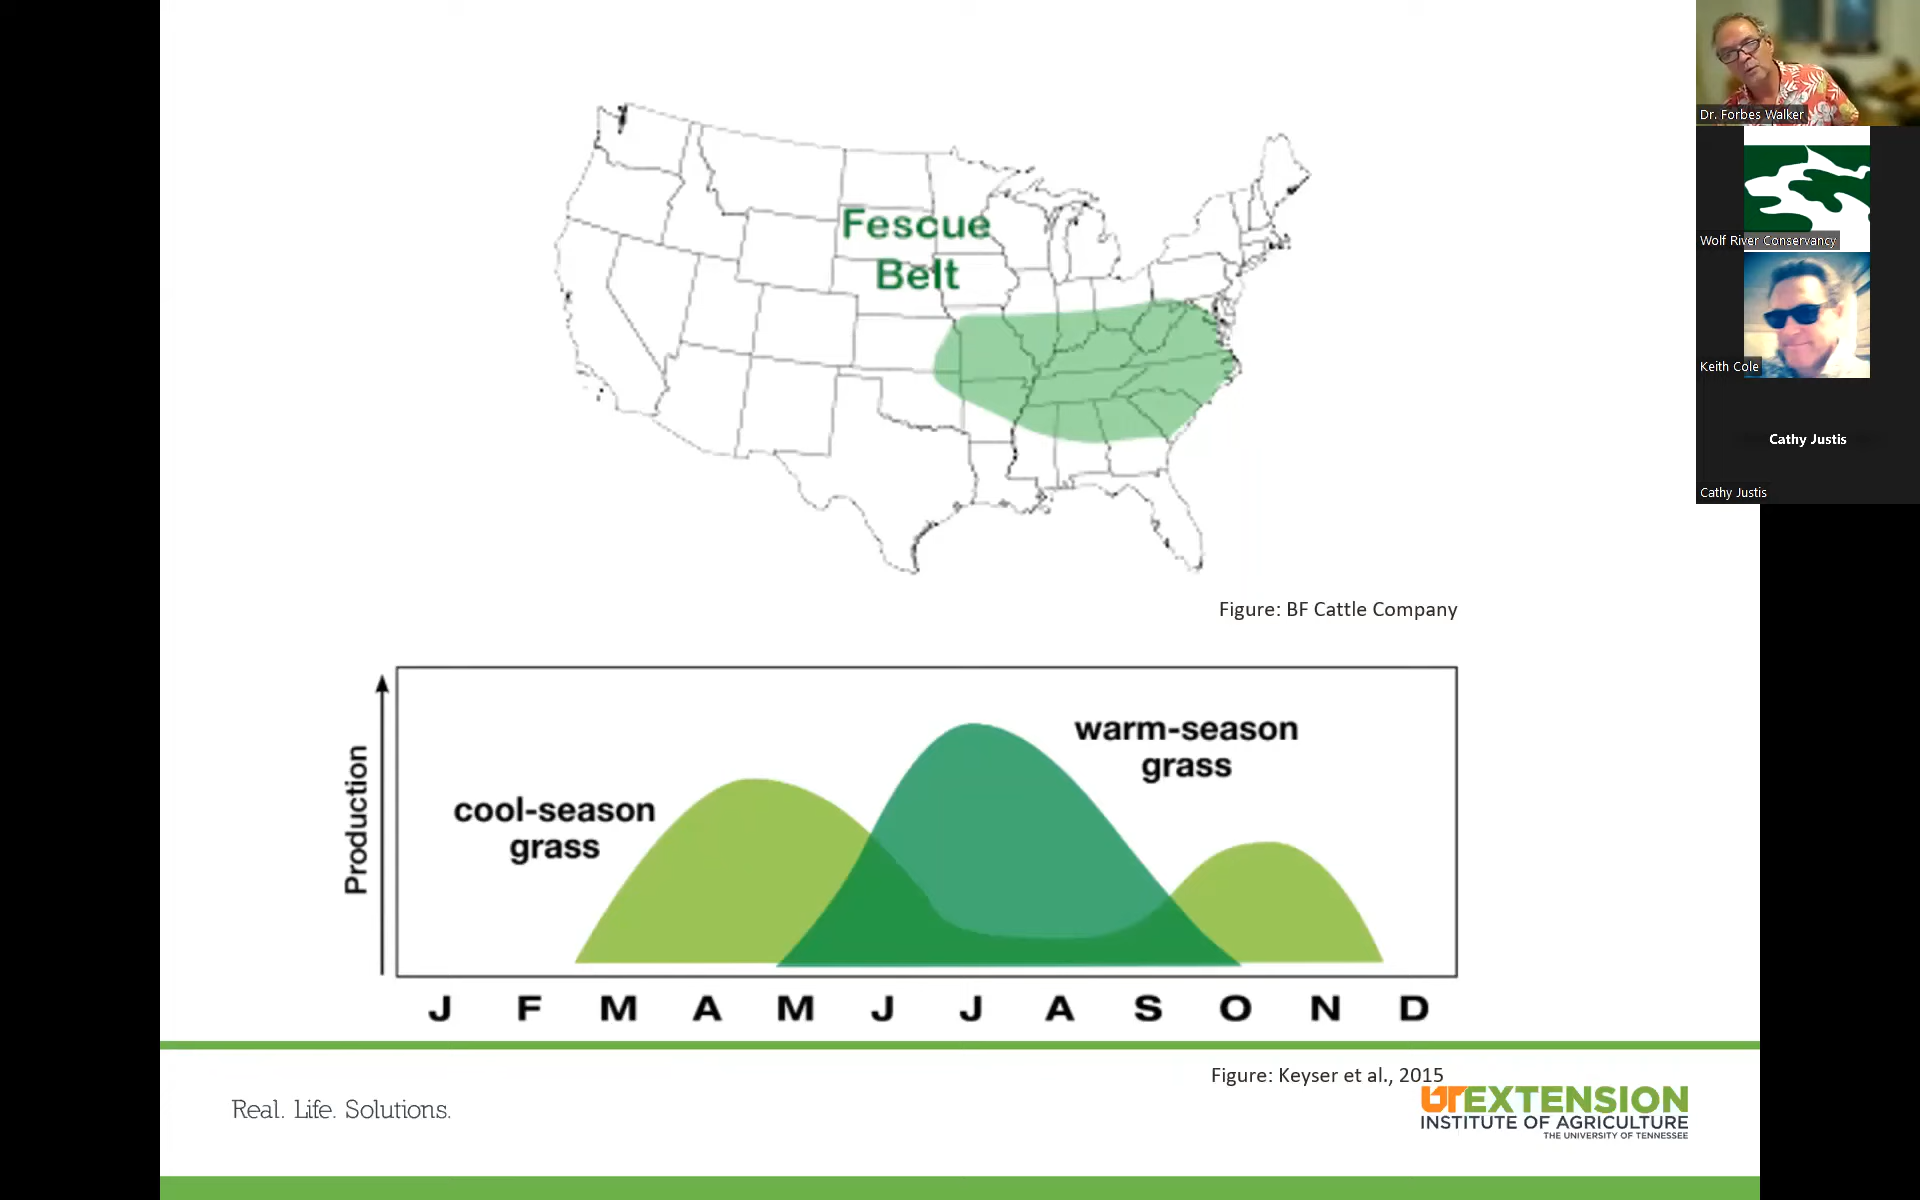 Fescue
Belt
Figure: BF Cattle Company
Production
cool-season
grass
warm-season
grass
J F M A M J J A S O N D
Figure: Keyser et al., 2015
Real. Life. Solutions.
UT EXTENSION
INSTITUTE OF AGRICULTURE
THE UNIVERSITY OF TENNESSEE
Dr. Forbes Walker
Wolf River Conservancy
Keith Cole
Cathy Justis
Cathy Justis